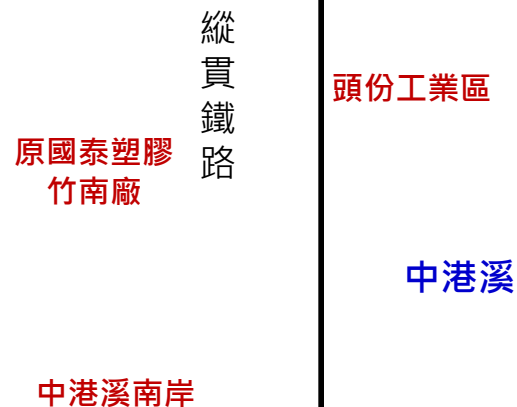 縱貫鐵路
頭份工業區
原國泰塑膠
竹南廠
中港溪
中港溪南岸